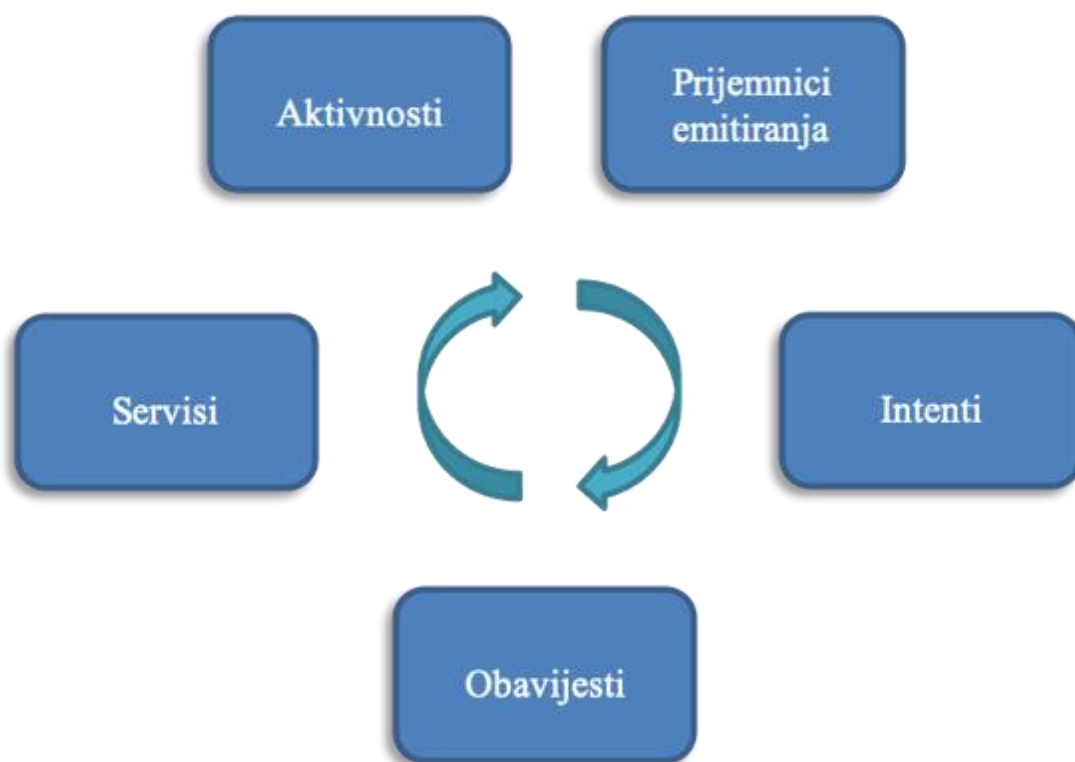 Aktivnosti
Prijemnici
emitiranja
Servisi
Intenti
Obavijesti